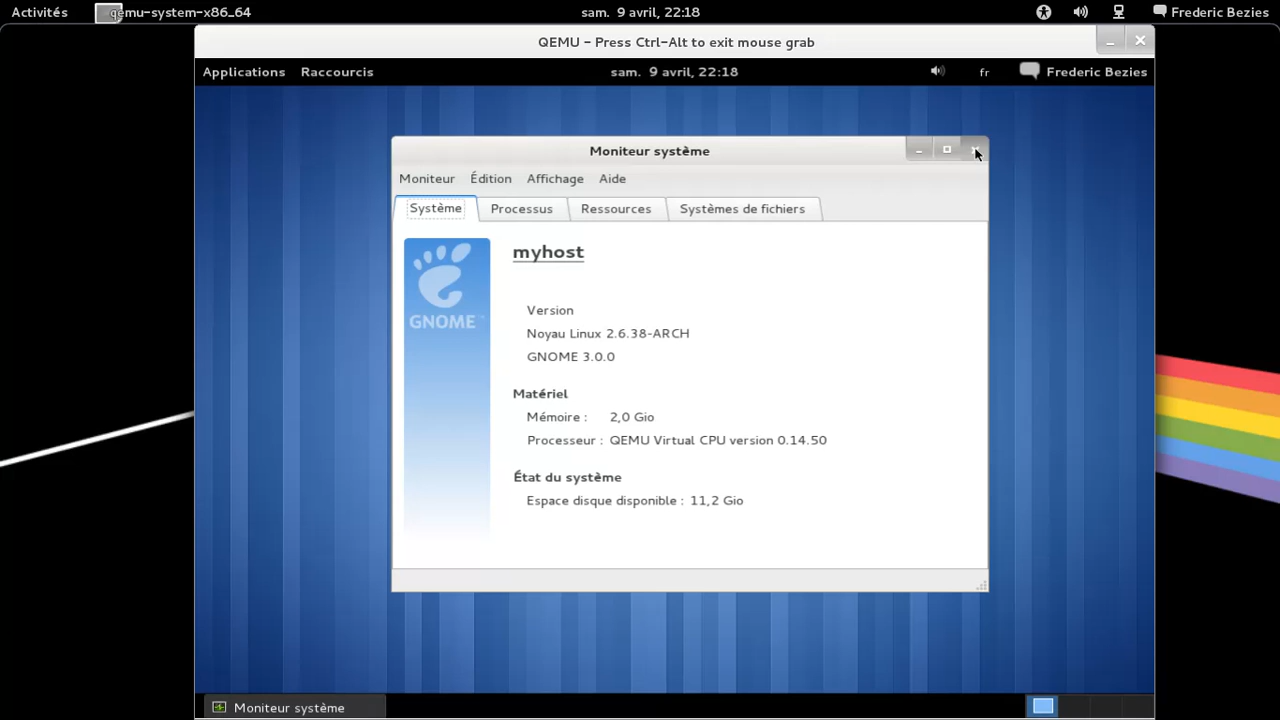 Activités qemu-system-x86_64 sam. 9 avril, 22:18 Frederic Bezies
QEMU - Press Ctrl-Alt to exit mouse grab
Applications Raccourcis sam. 9 avril, 22:18 fr Frederic Bezies
Moniteur système
Moniteur Édition Affichage Aide
Système Processus Ressources Systèmes de fichiers
GNOME™
myhost
Version
Noyau Linux 2.6.38-ARCH
GNOME 3.0.0
Matériel
Mémoire : 2,0 Gio
Processeur : QEMU Virtual CPU version 0.14.50
État du système
Espace disque disponible : 11,2 Gio
Moniteur système